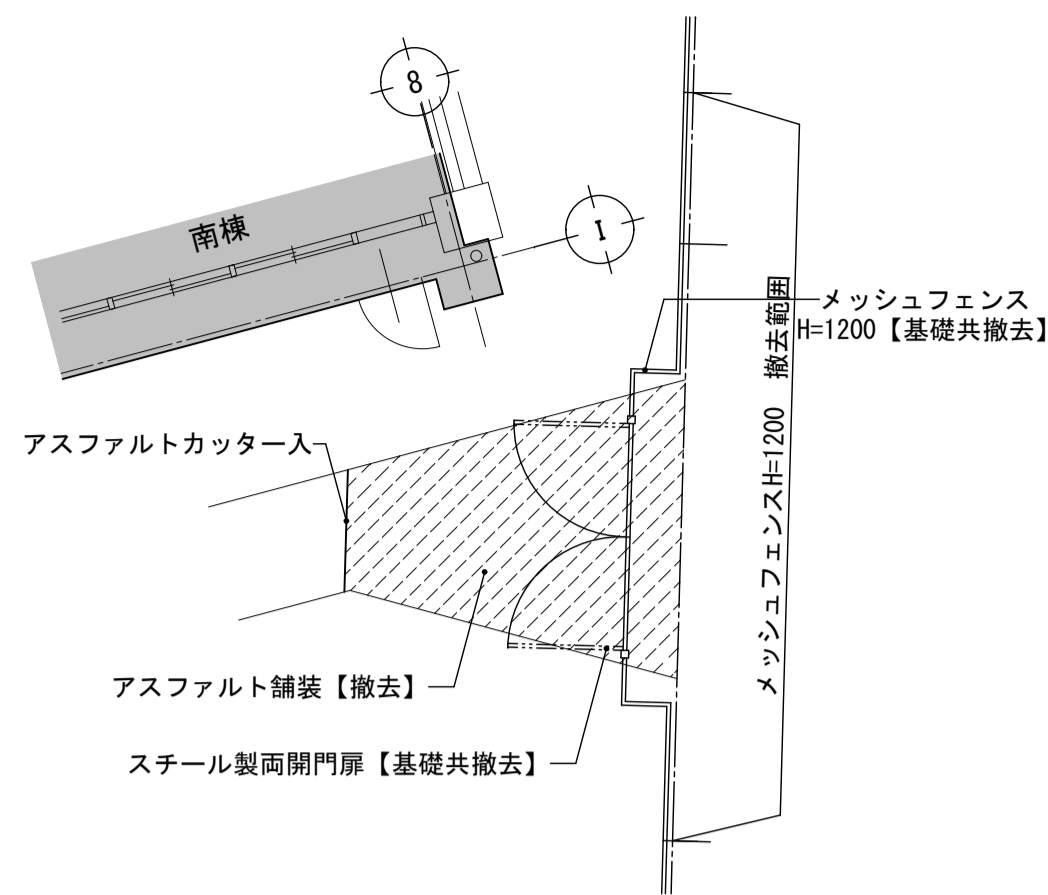 8
南棟
I
メッシュフェンス
H=1200【基礎共撤去】
メッシュフェンスH=1200　撤去範囲
アスファルトカッター入
アスファルト舗装【撤去】
スチール製両開門扉【基礎共撤去】